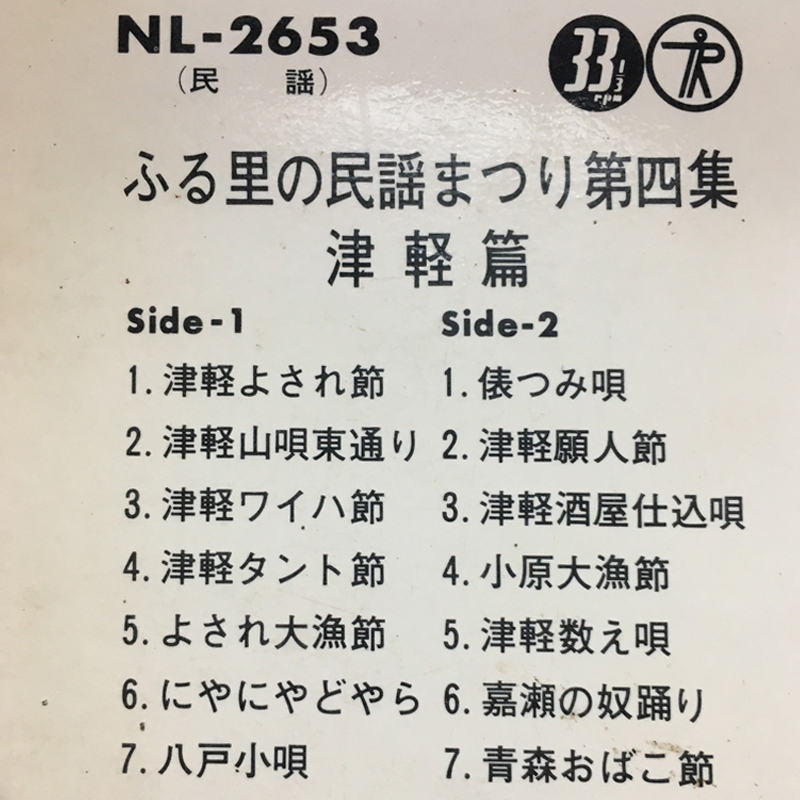 NL-2653
(民　謡)
33 1/3 rpm
ふる里の民謡まつり第四集
津軽篇
Side-1
1.津軽よされ節
2.津軽山唄東通り
3.津軽ワイハ節
4.津軽タント節
5.よされ大漁節
6.にやにやどやら
7.八戸小唄
Side-2
1.俵つみ唄
2.津軽願人節
3.津軽酒屋仕込唄
4.小原大漁節
5.津軽数え唄
6.嘉瀬の奴踊り
7.青森おばこ節